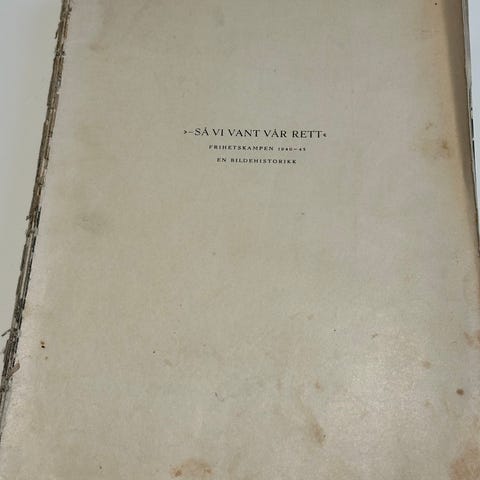 ›–SÅ VI VANT VÅR RETT‹
FRIHETSKAMPEN 1940–45
EN BILDEHISTORIKK